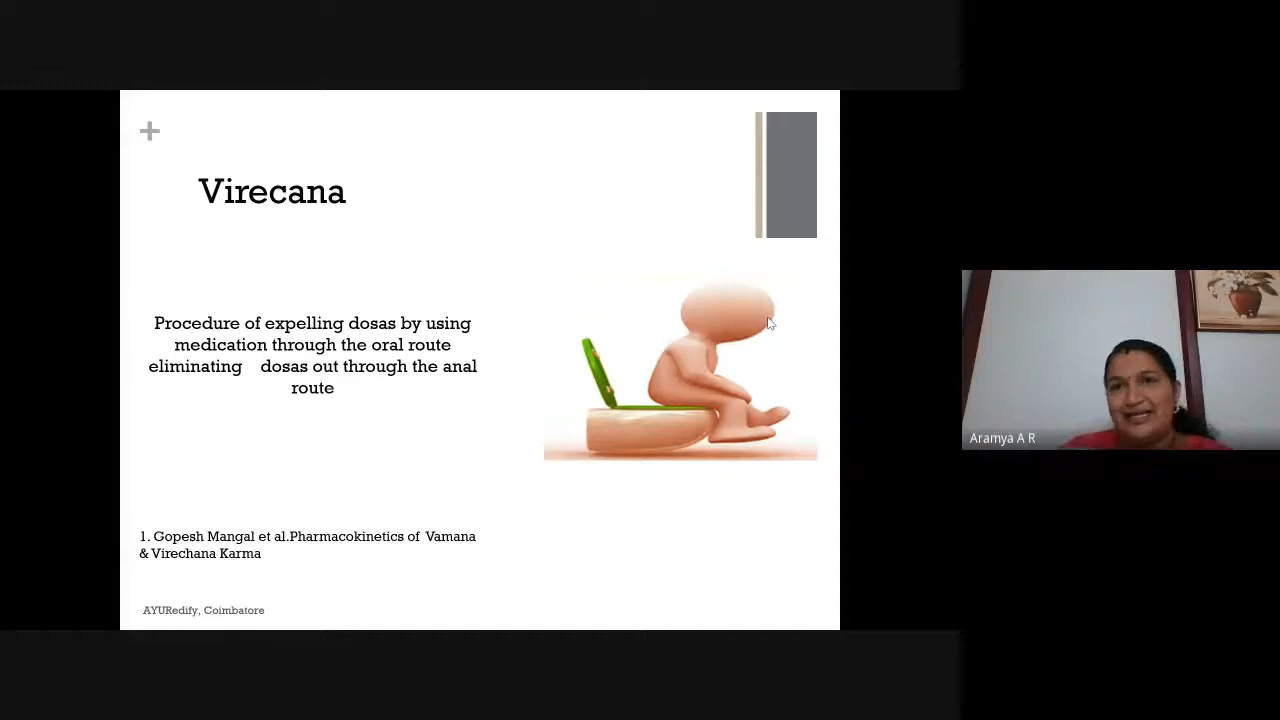 +
Virecana
Procedure of expelling dosas by using
medication through the oral route
eliminating    dosas out through the anal
route
1. Gopesh Mangal et al.Pharmacokinetics of  Vamana
& Virechana Karma
AYURedify, Coimbatore
Aramya A R